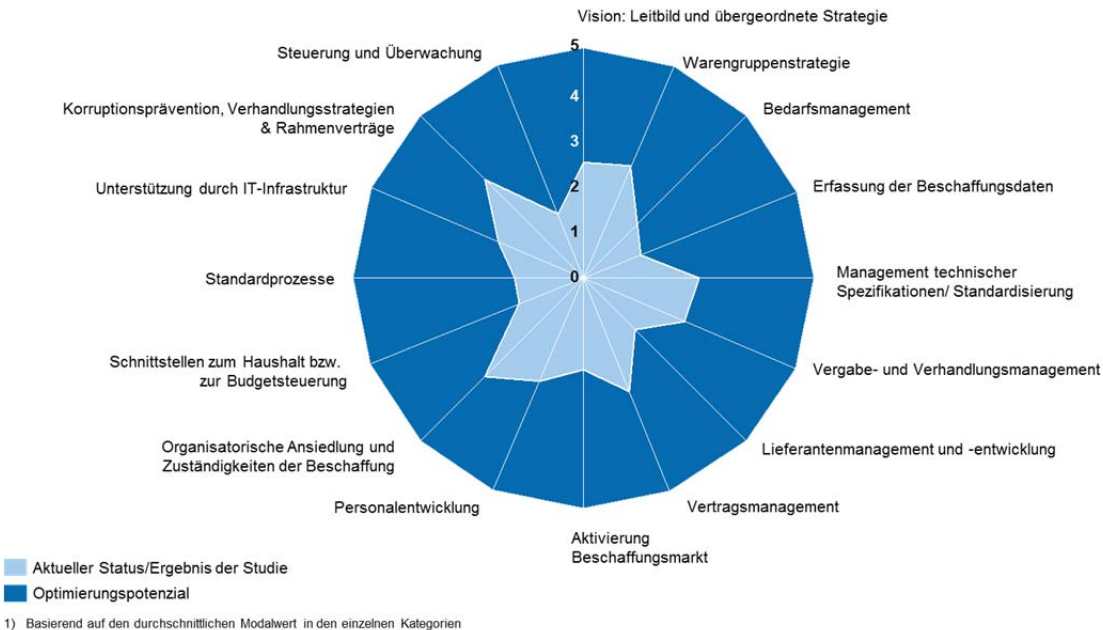 Vision: Leitbild und übergeordnete Strategie
Warengruppenstrategie
Bedarfsmanagement
Erfassung der Beschaffungsdaten
Management technischer
Spezifikationen/ Standardisierung
Vergabe- und Verhandlungsmanagement
Lieferantenmanagement und -entwicklung
Vertragsmanagement
Aktivierung
Beschaffungsmarkt
Personalentwicklung
Organisatorische Ansiedlung und
Zuständigkeiten der Beschaffung
Schnittstellen zum Haushalt bzw.
zur Budgetsteuerung
Standardprozesse
Unterstützung durch IT-Infrastruktur
Korruptionsprävention, Verhandlungsstrategien
& Rahmenverträge
Steuerung und Überwachung
5
4
3
2
1
0
Aktueller Status/Ergebnis der Studie
Optimierungspotenzial
1) Basierend auf den durchschnittlichen Modalwert in den einzelnen Kategorien